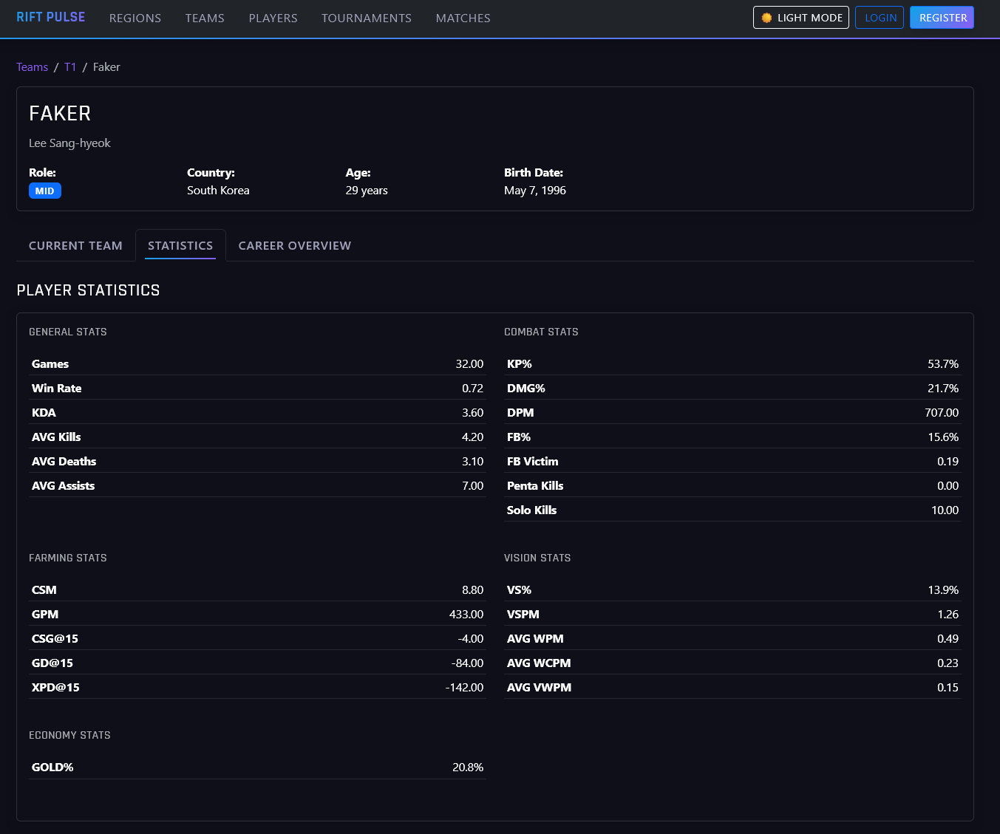 RIFT PULSE REGIONS TEAMS PLAYERS TOURNAMENTS MATCHES LIGHT MODE LOGIN REGISTER
Teams / T1 / Faker
FAKER
Lee Sang-hyeok
Role: Country: Age: Birth Date:
MID South Korea 29 years May 7, 1996
CURRENT TEAM STATISTICS CAREER OVERVIEW
PLAYER STATISTICS
GENERAL STATS
Games 32.00
Win Rate 0.72
KDA 3.60
AVG Kills 4.20
AVG Deaths 3.10
AVG Assists 7.00
COMBAT STATS
KP% 53.7%
DMG% 21.7%
DPM 707.00
FB% 15.6%
FB Victim 0.19
Penta Kills 0.00
Solo Kills 10.00
FARMING STATS
CSM 8.80
GPM 433.00
CSG@15 -4.00
GD@15 -84.00
XPD@15 -142.00
VISION STATS
VS% 13.9%
VSPM 1.26
AVG WPM 0.49
AVG WCPM 0.23
AVG VWPM 0.15
ECONOMY STATS
GOLD% 20.8%